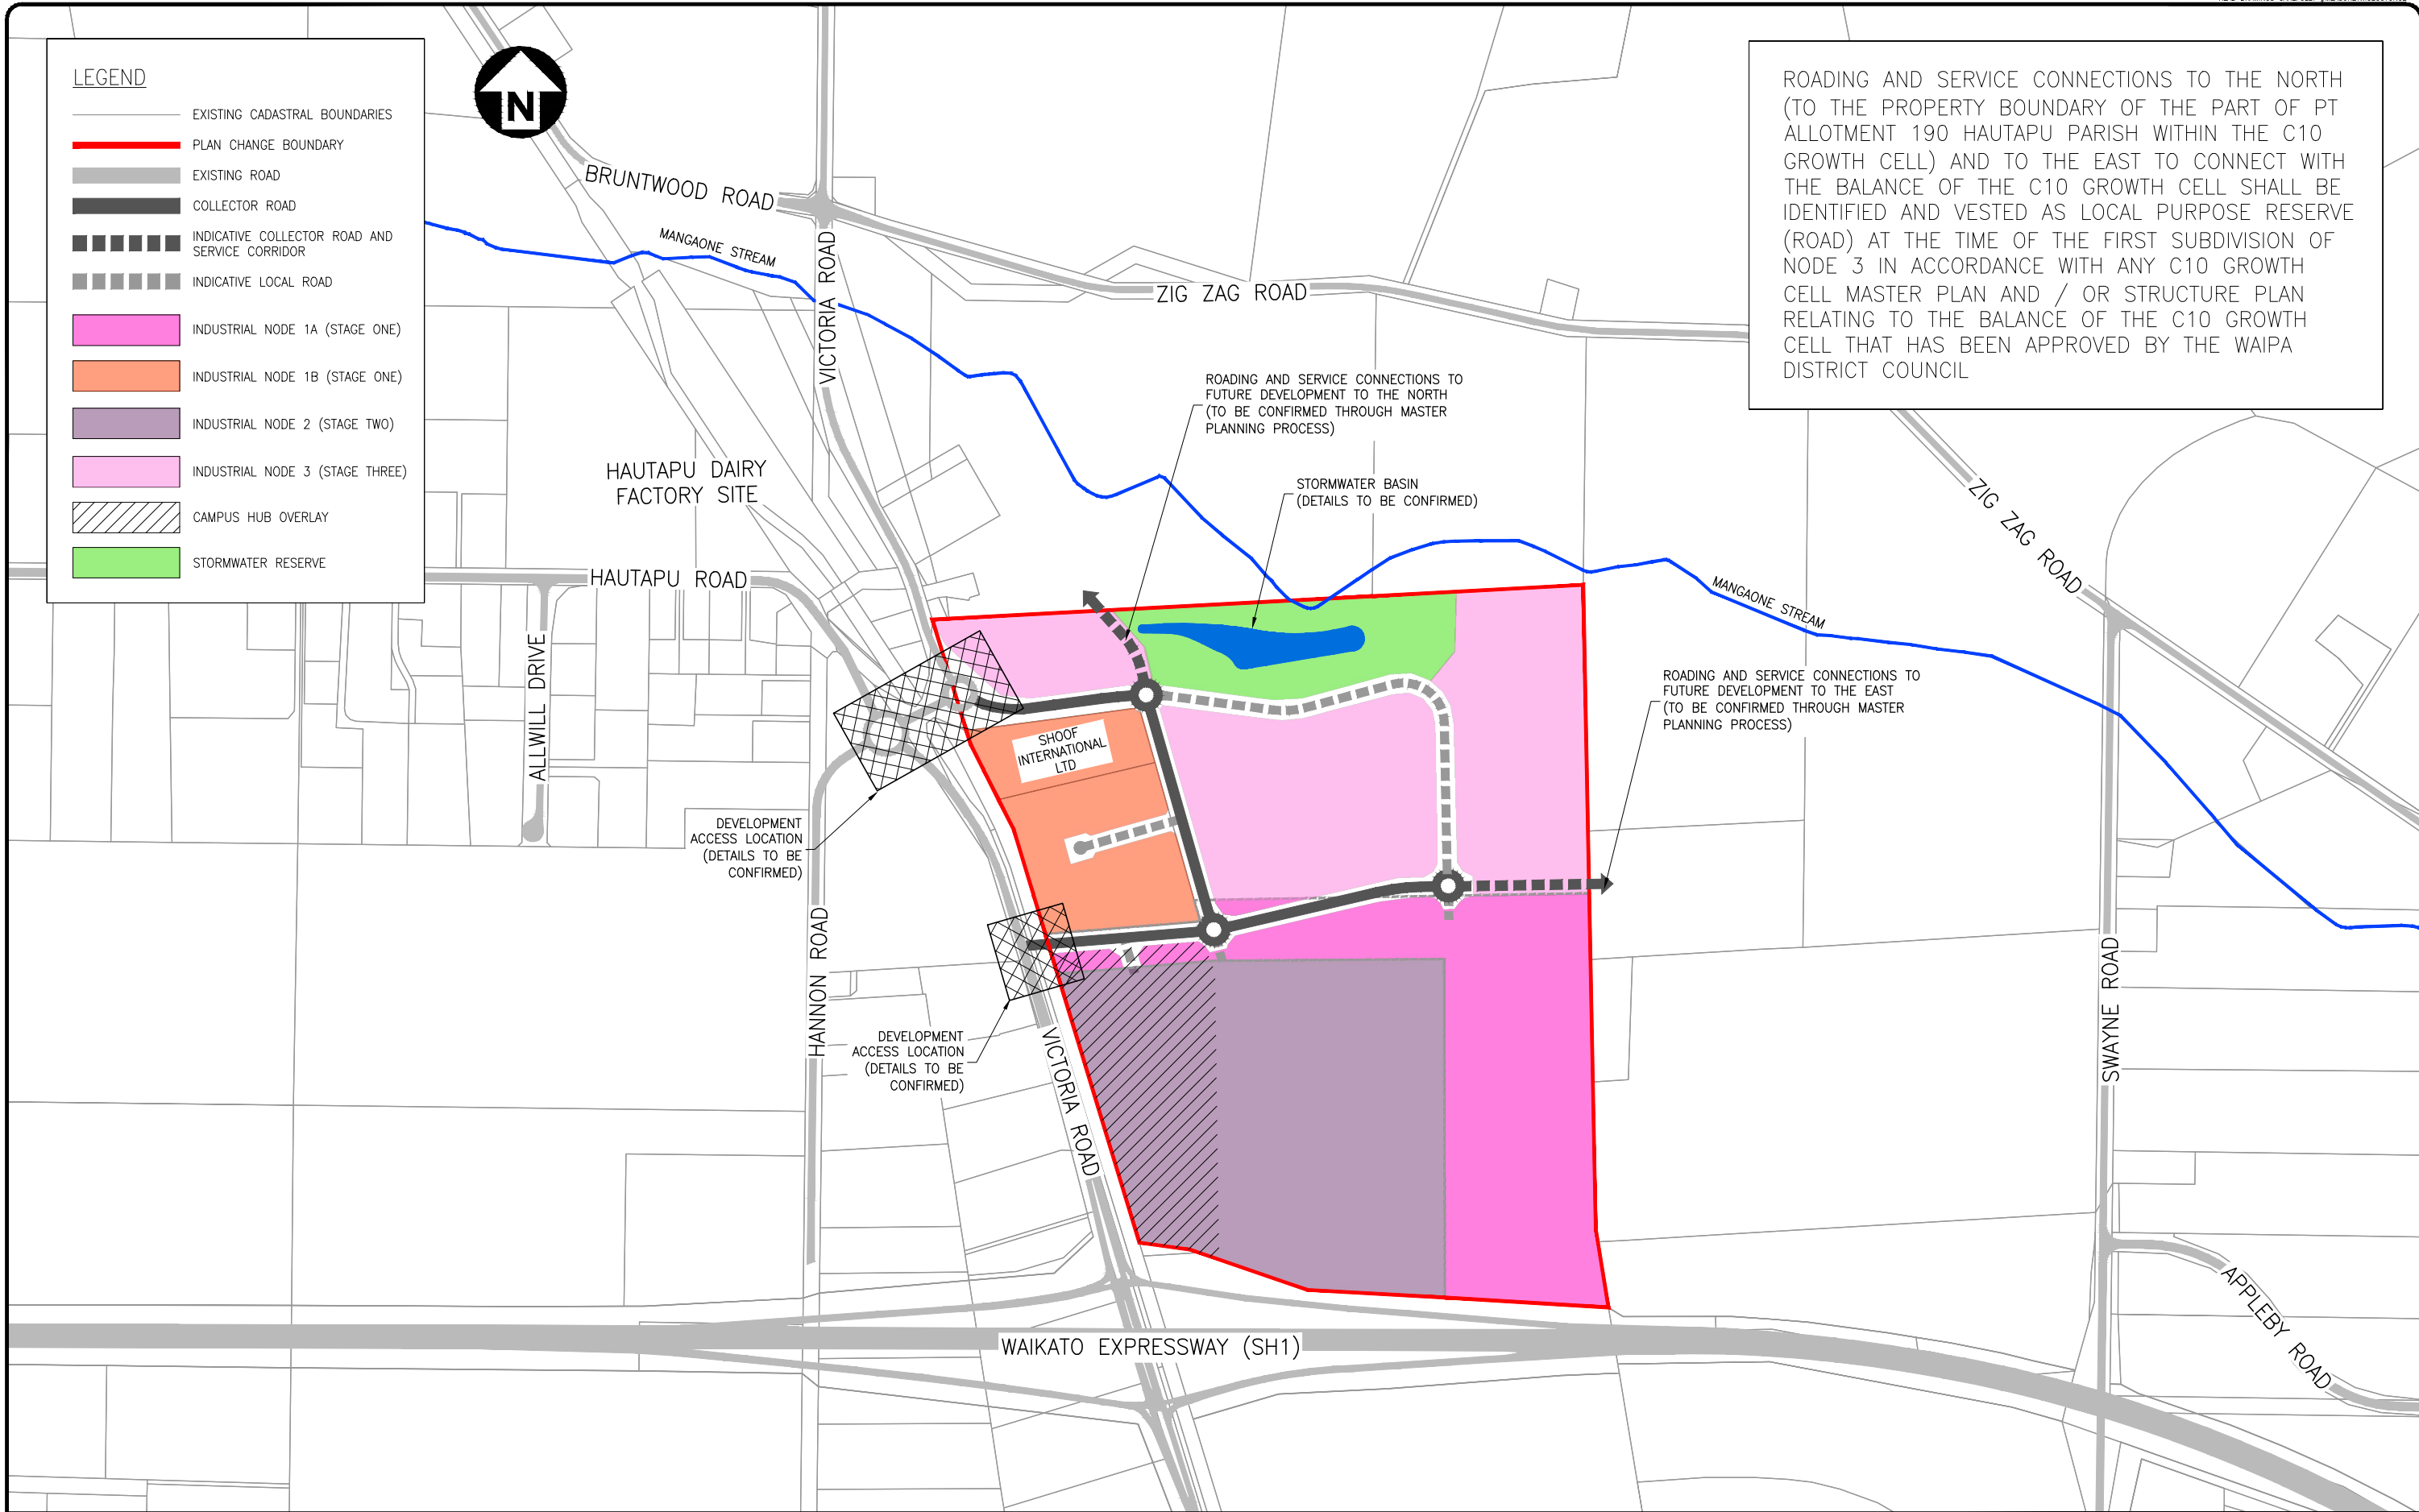 LEGEND
EXISTING CADASTRAL BOUNDARIES
PLAN CHANGE BOUNDARY
EXISTING ROAD
COLLECTOR ROAD
INDICATIVE COLLECTOR ROAD AND
SERVICE CORRIDOR
INDICATIVE LOCAL ROAD
INDUSTRIAL NODE 1A (STAGE ONE)
INDUSTRIAL NODE 1B (STAGE ONE)
INDUSTRIAL NODE 2 (STAGE TWO)
INDUSTRIAL NODE 3 (STAGE THREE)
CAMPUS HUB OVERLAY
STORMWATER RESERVE
N
ROADING AND SERVICE CONNECTIONS TO THE NORTH
(TO THE PROPERTY BOUNDARY OF THE PART OF PT
ALLOTMENT 190 HAUTAPU PARISH WITHIN THE C10
GROWTH CELL) AND TO THE EAST TO CONNECT WITH
THE BALANCE OF THE C10 GROWTH CELL SHALL BE
IDENTIFIED AND VESTED AS LOCAL PURPOSE RESERVE
(ROAD) AT THE TIME OF THE FIRST SUBDIVISION OF
NODE 3 IN ACCORDANCE WITH ANY C10 GROWTH
CELL MASTER PLAN AND / OR STRUCTURE PLAN
RELATING TO THE BALANCE OF THE C10 GROWTH
CELL THAT HAS BEEN APPROVED BY THE WAIPA
DISTRICT COUNCIL
BRUNTWOOD ROAD
MANGAONE STREAM
VICTORIA ROAD
ZIG ZAG ROAD
ROADING AND SERVICE CONNECTIONS TO
FUTURE DEVELOPMENT TO THE NORTH
(TO BE CONFIRMED THROUGH MASTER
PLANNING PROCESS)
HAUTAPU DAIRY
FACTORY SITE
STORMWATER BASIN
(DETAILS TO BE CONFIRMED)
ZIG ZAG ROAD
HAUTAPU ROAD
MANGAONE STREAM
ALLWILL DRIVE
ROADING AND SERVICE CONNECTIONS TO
FUTURE DEVELOPMENT TO THE EAST
(TO BE CONFIRMED THROUGH MASTER
PLANNING PROCESS)
SHOOF
INTERNATIONAL
LTD
DEVELOPMENT
ACCESS LOCATION
(DETAILS TO BE
CONFIRMED)
HANNON ROAD
SWAYNE ROAD
DEVELOPMENT
ACCESS LOCATION
(DETAILS TO BE
CONFIRMED)
VICTORIA ROAD
APPLEBY ROAD
WAIKATO EXPRESSWAY (SH1)